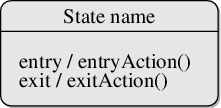 State name
entry / entryAction()
exit / exitAction()